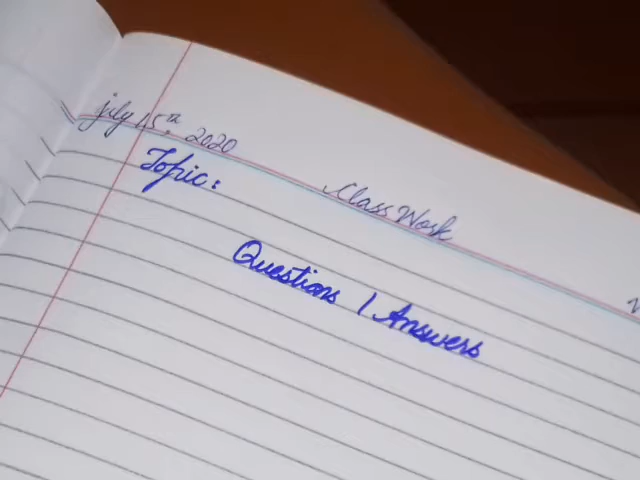 july 15th, 2020
Class Work
Topic:
Questions / Answers